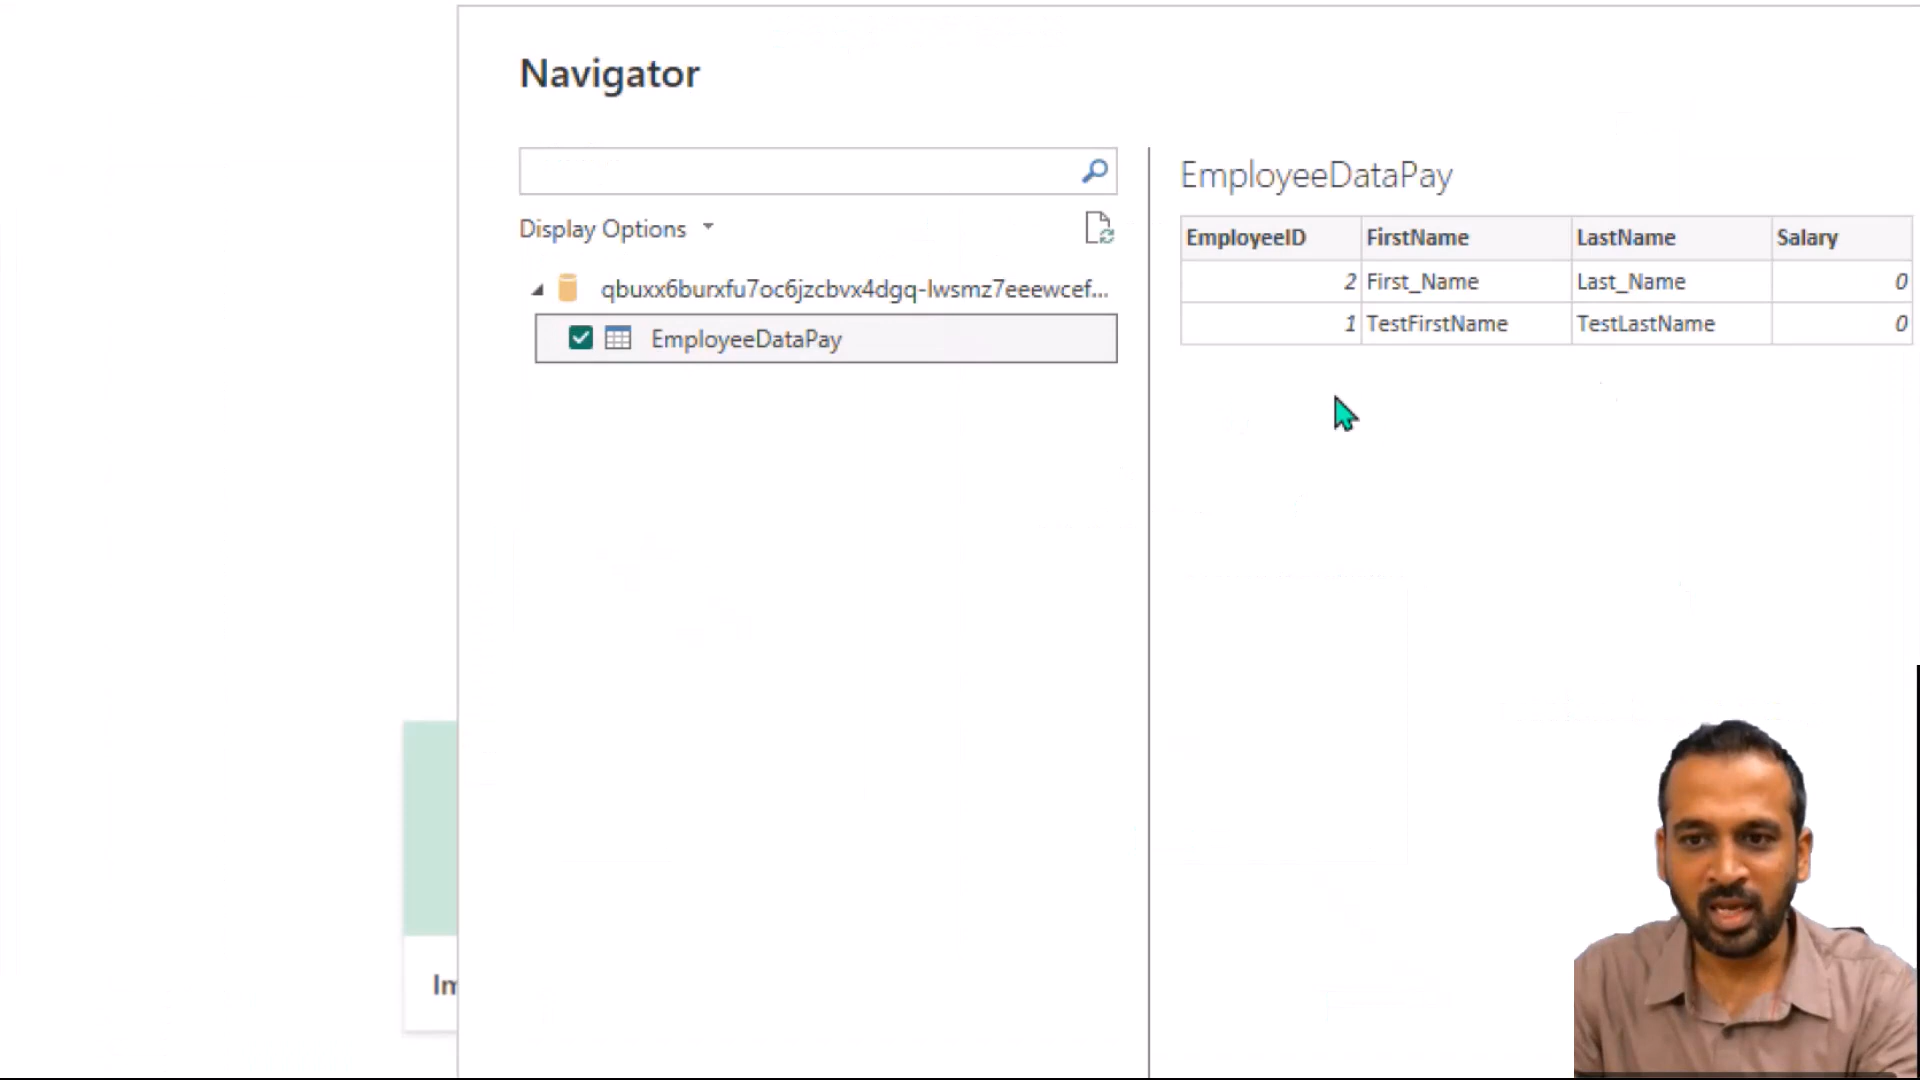 Navigator
Display Options
qbuxx6burxfu7oc6jzcbvx4dgq-lwsmz7eeewcef...
EmployeeDataPay
EmployeeDataPay
EmployeeID FirstName LastName Salary
2 First_Name Last_Name 0
1 TestFirstName TestLastName 0